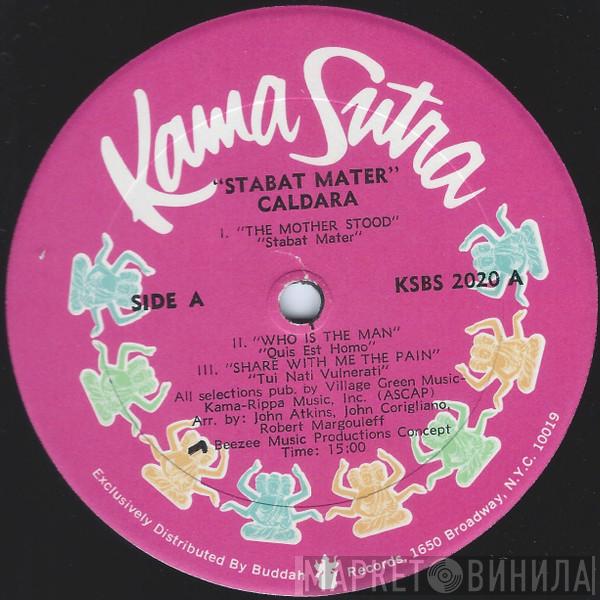 Kama Sutra
"STABAT MATER"
CALDARA
I. "THE MOTHER STOOD"
"Stabat Mater"
SIDE A
KSBS 2020 A
II. "WHO IS THE MAN"
"Quis Est Homo"
III. "SHARE WITH ME THE PAIN"
"Tui Nati Vulnerati"
All selections pub. by Village Green Music-
Kama-Rippa Music, Inc. (ASCAP)
Arr. by: John Atkins, John Corigliano,
Robert Margouleff
Beezee Music Productions Concept
Time: 15:00
Exclusively Distributed By Buddah Records, 1650 Broadway, N.Y.C. 10019
МАРКЕТ ВИНИЛА